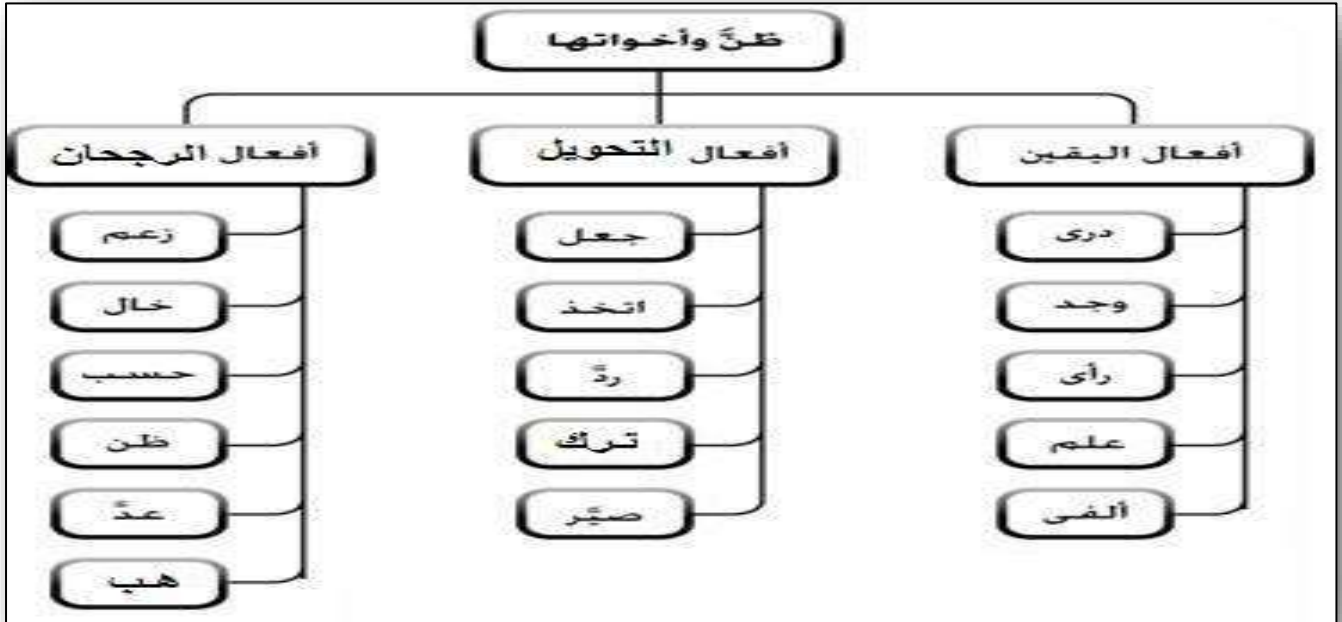 ظنَّ وأخواتها
أفعال اليقين
درى
وجد
رأى
علم
ألفى
أفعال التحويل
جعل
اتخذ
ردَّ
ترك
صيَّر
أفعال الرجحان
زعم
خال
حسب
ظن
عدَّ
هب